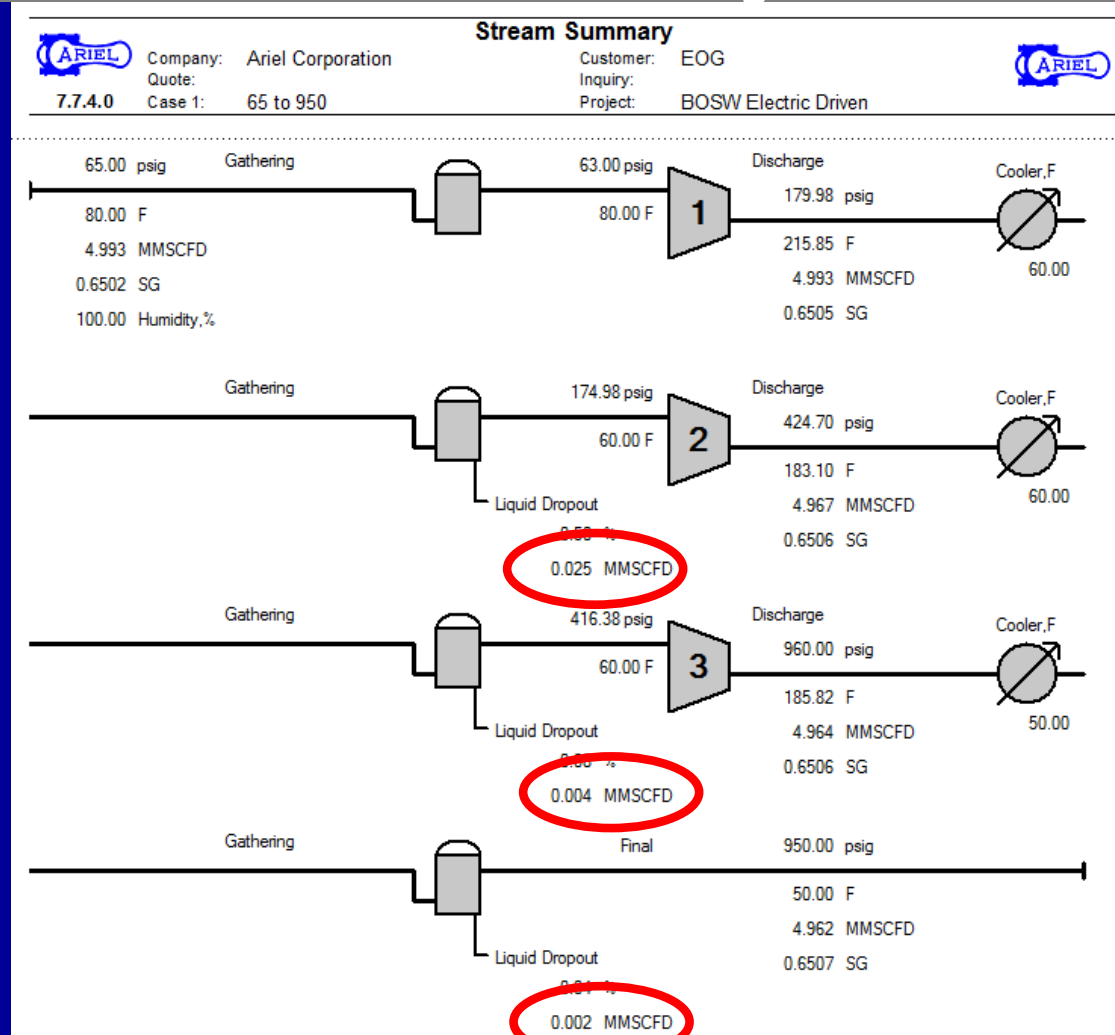 Stream Summary
ARIEL
Company: Ariel Corporation
Customer: EOG
ARIEL
Quote:
Inquiry:
7.7.4.0
Case 1: 65 to 950
Project: BOSW Electric Driven
65.00 psig
Gathering
63.00 psig
Discharge
Cooler,F
179.98 psig
80.00 F
80.00 F
1
4.993 MMSCFD
215.85 F
60.00
0.6502 SG
4.993 MMSCFD
100.00 Humidity,%
0.6505 SG
Gathering
174.98 psig
Discharge
Cooler,F
424.70 psig
60.00 F
2
183.10 F
60.00
Liquid Dropout
4.967 MMSCFD
0.6506 SG
0.025 MMSCFD
Gathering
416.38 psig
Discharge
Cooler,F
960.00 psig
60.00 F
3
185.82 F
50.00
Liquid Dropout
4.964 MMSCFD
0.6506 SG
0.004 MMSCFD
Gathering
Final
950.00 psig
50.00 F
4.962 MMSCFD
Liquid Dropout
0.6507 SG
0.002 MMSCFD